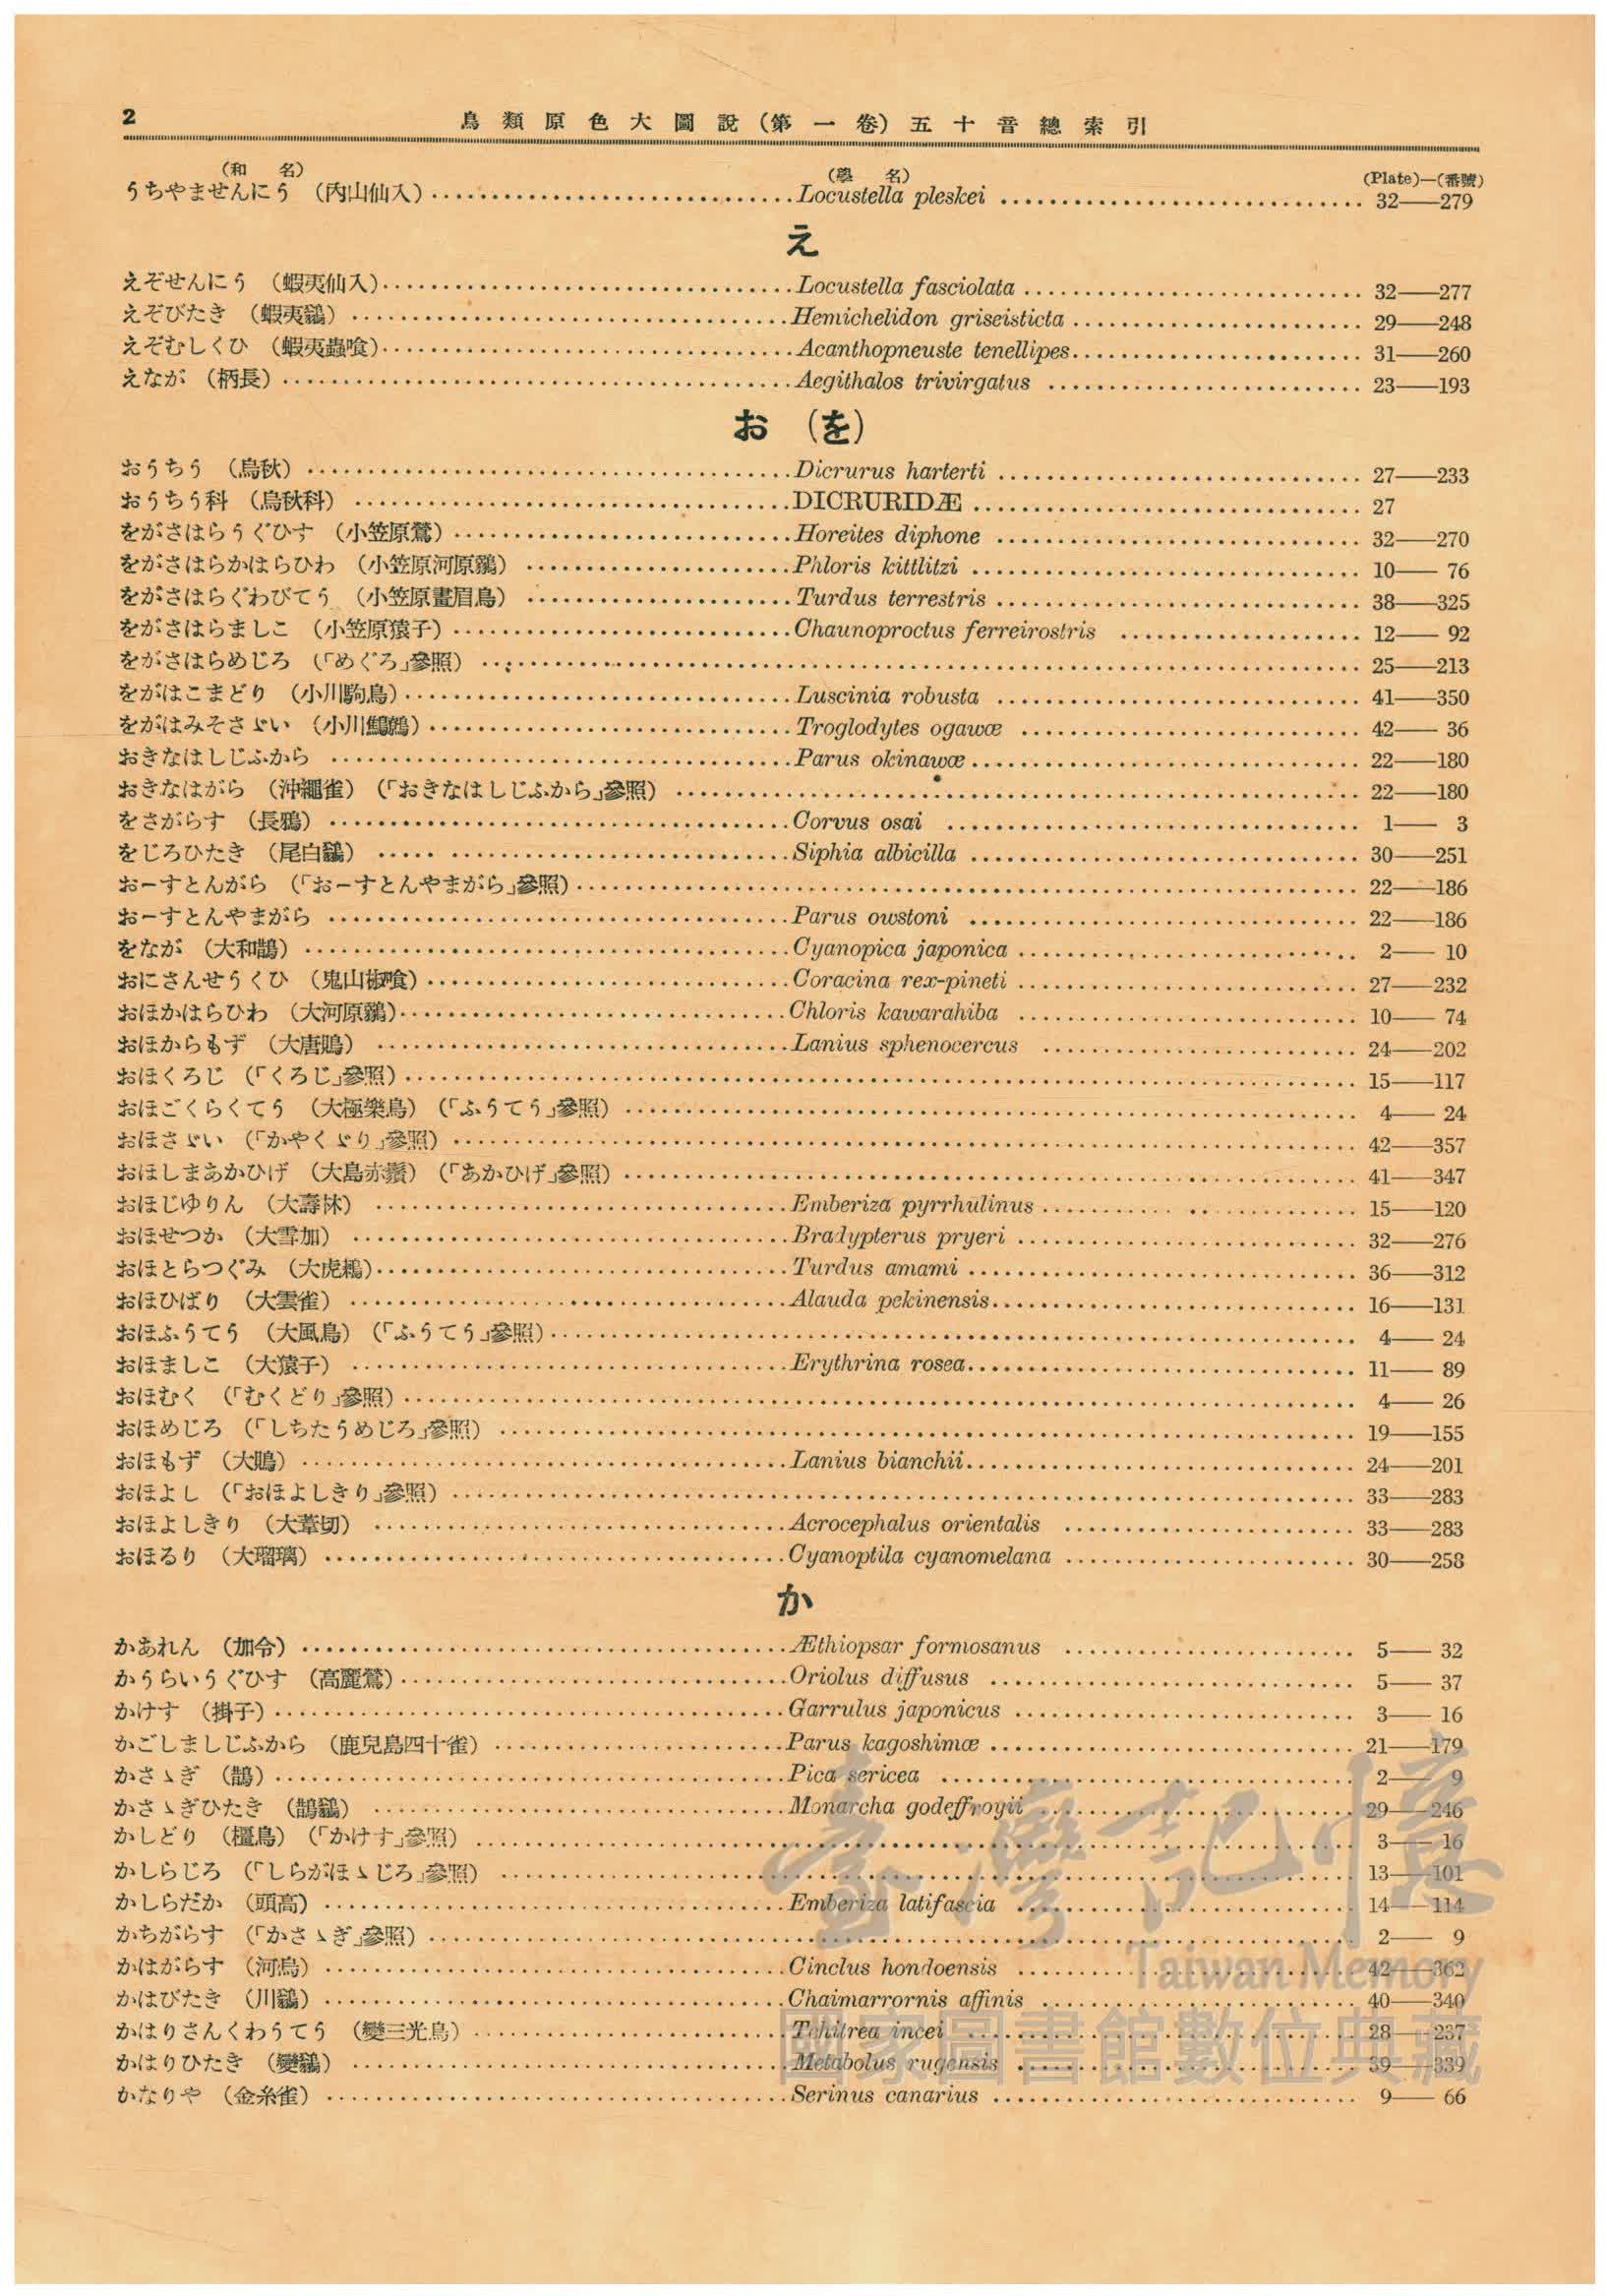 2
鳥類原色大圖說(第一卷)五十音總索引
(和 名) (學 名) (Plate)—(番號)
うちやませんにう (內山仙入) Locustella pleskei 32——279
え
えぞせんにう (蝦夷仙入) Locustella fasciolata 32——277
えぞびたき (蝦夷鶲) Hemichelidon griseisticta 29——248
えぞむしくひ (蝦夷蟲喰) Acanthopneuste tenellipes 31——260
えなが (柄長) Aegithalos trivirgatus 23——193
お (を)
おうちう (烏秋) Dicrurus harterti 27——233
おうちう科 (烏秋科) DICRURIDÆ 27
をがさはらうぐひす (小笠原鶯) Horeites diphone 32——270
をがさはらかはらひわ (小笠原河原鶸) Phloris kittlitzi 10——76
をがさはらぐわびてう (小笠原畫眉鳥) Turdus terrestris 38——325
をがさはらましこ (小笠原猿子) Chaunoproctus ferreirostris 12——92
をがさはらめじろ (「めぐろ」參照) 25——213
をがはこまどり (小川駒鳥) Luscinia robusta 41——350
をがはみそさゞい (小川鷦鷯) Troglodytes ogawæ 42——36
おきなはしじふから Parus okinawæ 22——180
おきなはがら (沖繩雀) (「おきなはしじふから」參照) 22——180
をさがらす (長鴉) Corvus osai 1——3
をじろひたき (尾白鶲) Siphia albicilla 30——251
おーすとんがら (「おーすとんやまがら」參照) 22——186
おーすとんやまがら Parus owstoni 22——186
をなが (大和鵲) Cyanopica japonica 2——10
おにさんせうくひ (鬼山椒喰) Coracina rex-pineti 27——232
おほかはらひわ (大河原鶸) Chloris kawarahiba 10——74
おほからもず (大唐鵙) Lanius sphenocercus 24——202
おほくろじ (「くろじ」參照) 15——117
おほごくらくてう (大極樂鳥) (「ふうてう」參照) 4——24
おほさゞい (「かやくゞり」參照) 42——357
おほしまあかひげ (大島赤鬚) (「あかひげ」參照) 41——347
おほじゆりん (大壽林) Emberiza pyrrhulinus 15——120
おほせつか (大雪加) Bradypterus pryeri 32——276
おほとらつぐみ (大虎鶫) Turdus amami 36——312
おほひばり (大雲雀) Alauda pekinensis 16——131
おほふうてう (大風鳥) (「ふうてう」參照) 4——24
おほましこ (大猿子) Erythrina rosea 11——89
おほむく (「むくどり」參照) 4——26
おほめじろ (「しちたうめじろ」參照) 19——155
おほもず (大鵙) Lanius bianchii 24——201
おほよし (「おほよしきり」參照) 33——283
おほよしきり (大葦切) Acrocephalus orientalis 33——283
おほるり (大瑠璃) Cyanoptila cyanomelana 30——258
か
かあれん (加令) Æthiopsar formosanus 5——32
かうらいうぐひす (高麗鶯) Oriolus diffusus 5——37
かけす (掛子) Garrulus japonicus 3——16
かごしましじふから (鹿兒島四十雀) Parus kagoshimæ 21——179
かさゝぎ (鵲) Pica sericea 2——9
かさゝぎひたき (鵲鶲) Monarcha godeffroyii 29——246
かしどり (橿鳥) (「かけす」參照) 3——16
かしらじろ (「しらがほゝじろ」參照) 13——101
かしらだか (頭高) Emberiza latifascia 14——114
かちがらす (「かさゝぎ」參照) 2——9
かはがらす (河烏) Cinclus hondoensis 42——362
かはびたき (川鶲) Chaimarrornis affinis 40——340
かはりさんくわうてう (變三光鳥) Tchitrea incei 28——237
かはりひたき (變鶲) Metabolus rugensis 39——339
かなりや (金糸雀) Serinus canarius 9——66
臺灣記憶
Taiwan Memory
國家圖書館數位典藏